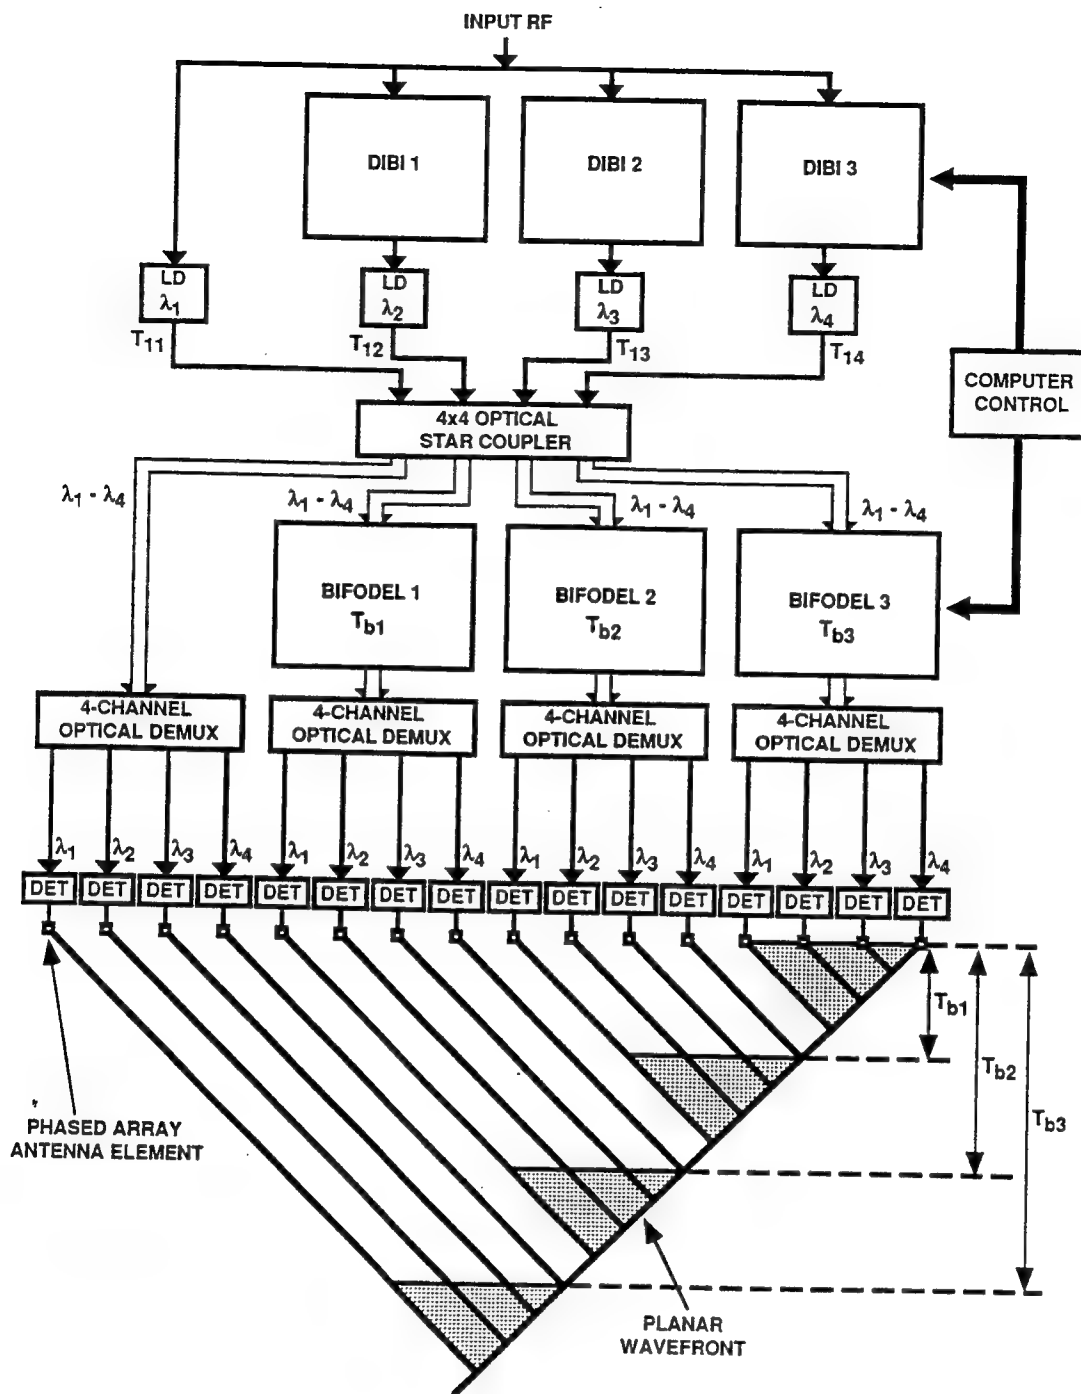 INPUT RF
DIBI 1
DIBI 2
DIBI 3
LD
λ1
LD
λ2
LD
λ3
LD
λ4
T11
T12
T13
T14
COMPUTER
CONTROL
4x4 OPTICAL
STAR COUPLER
λ1 - λ4
λ1 - λ4
λ1 - λ4
λ1 - λ4
BIFODEL 1
Tb1
BIFODEL 2
Tb2
BIFODEL 3
Tb3
4-CHANNEL
OPTICAL DEMUX
4-CHANNEL
OPTICAL DEMUX
4-CHANNEL
OPTICAL DEMUX
4-CHANNEL
OPTICAL DEMUX
λ1 λ2 λ3 λ4 λ1 λ2 λ3 λ4 λ1 λ2 λ3 λ4 λ1 λ2 λ3 λ4
DET DET DET DET DET DET DET DET DET DET DET DET DET DET DET DET
Tb1
Tb2
Tb3
PHASED ARRAY
ANTENNA ELEMENT
PLANAR
WAVEFRONT